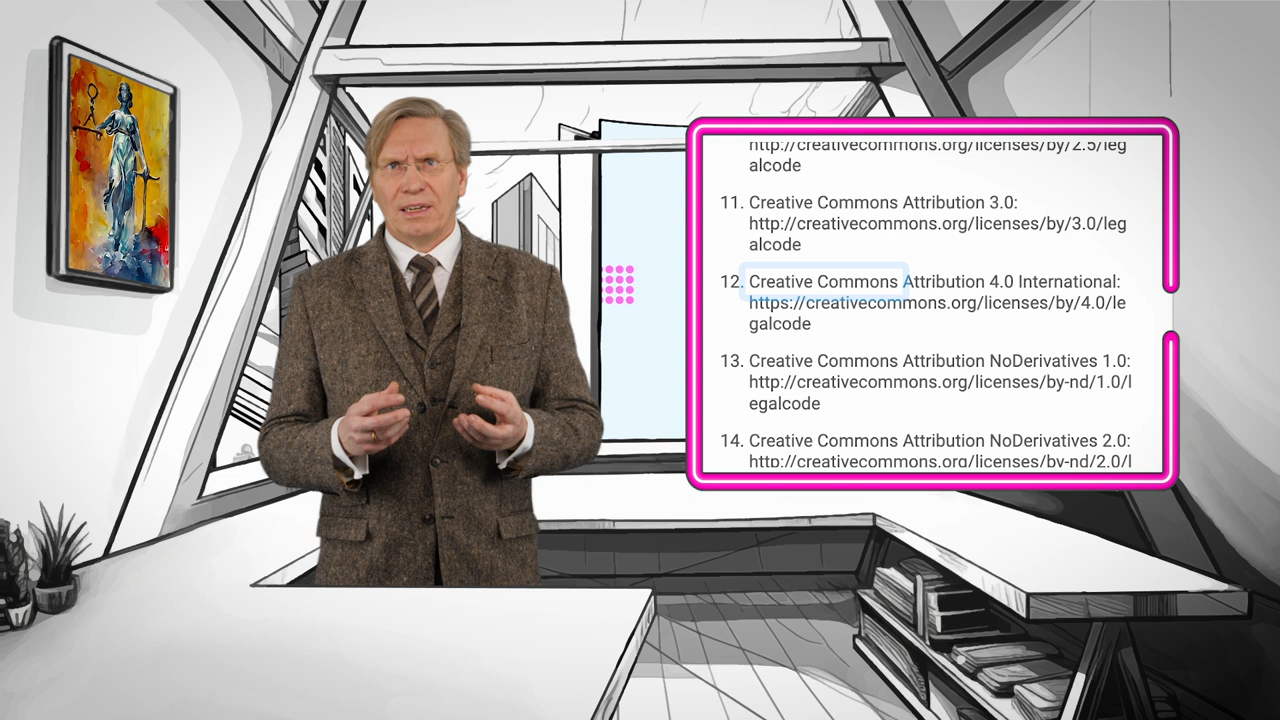 http://creativecommons.org/licenses/by/2.5/leg
alcode
11. Creative Commons Attribution 3.0:
http://creativecommons.org/licenses/by/3.0/leg
alcode
12. Creative Commons Attribution 4.0 International:
https://creativecommons.org/licenses/by/4.0/le
galcode
13. Creative Commons Attribution NoDerivatives 1.0:
http://creativecommons.org/licenses/by-nd/1.0/l
egalcode
14. Creative Commons Attribution NoDerivatives 2.0:
http://creativecommons.org/licenses/by-nd/2.0/l